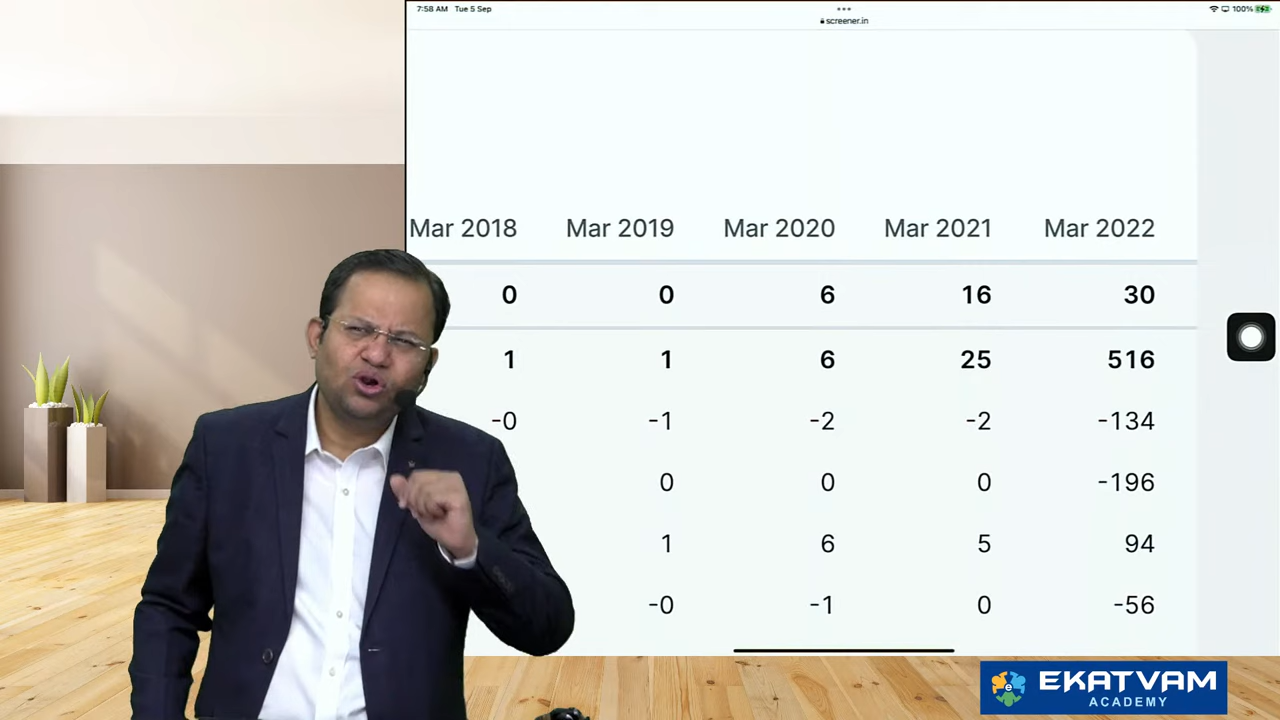 7:58 AM Tue 5 Sep
100%
screener.in
Mar 2018 Mar 2019 Mar 2020 Mar 2021 Mar 2022
0 0 6 16 30
1 1 6 25 516
-0 -1 -2 -2 -134
0 0 0 -196
1 6 5 94
-0 -1 0 -56
EKATVAM
ACADEMY